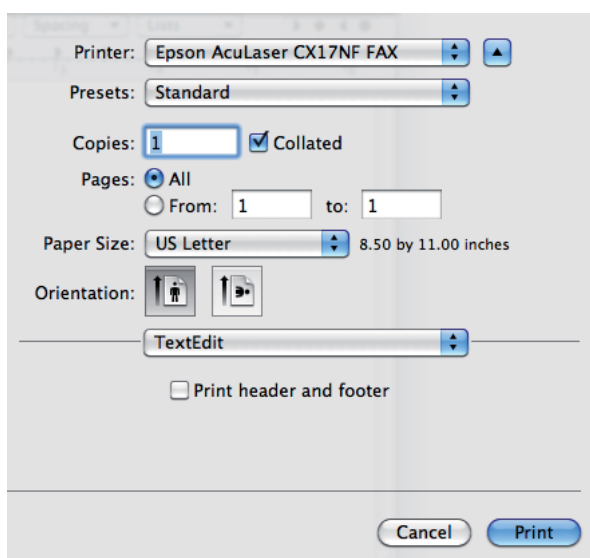 Spacing Lists
Printer: Epson AcuLaser CX17NF FAX
Presets: Standard
Copies: 1 Collated
Pages: All
From: 1 to: 1
Paper Size: US Letter 8.50 by 11.00 inches
Orientation:
TextEdit
Print header and footer
Cancel Print